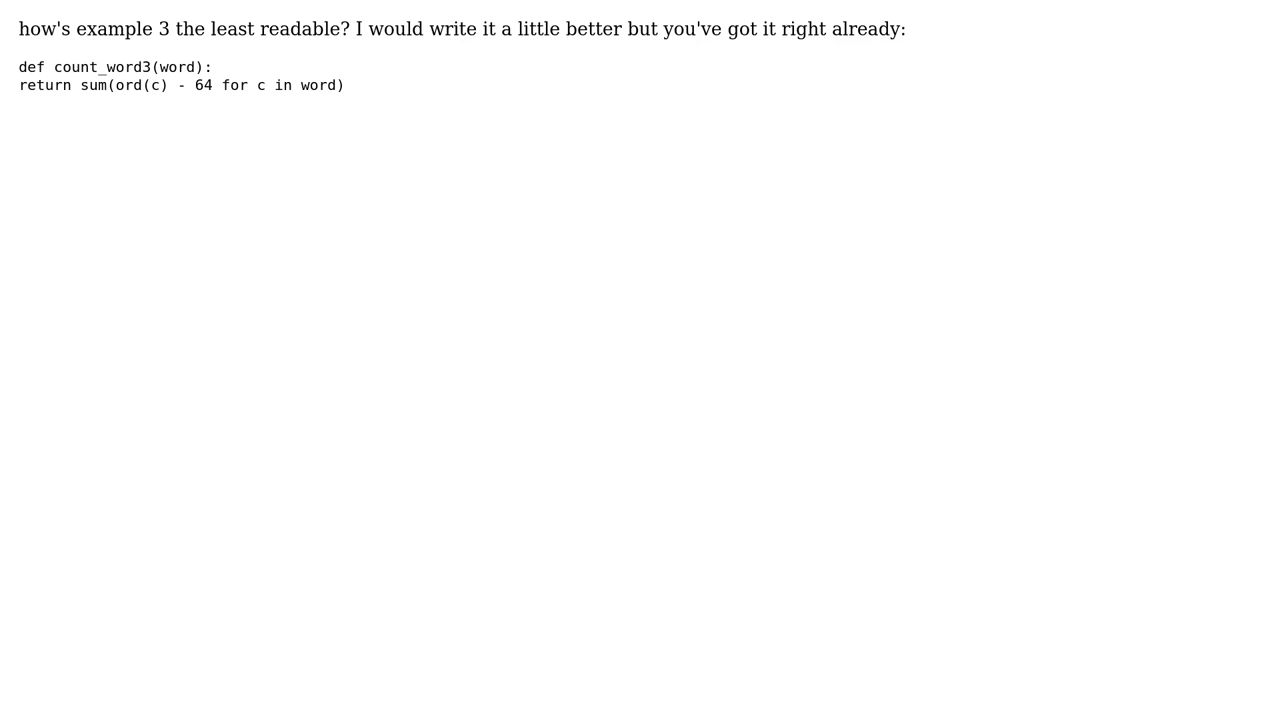 how's example 3 the least readable? I would write it a little better but you've got it right already:
def count_word3(word):
return sum(ord(c) - 64 for c in word)